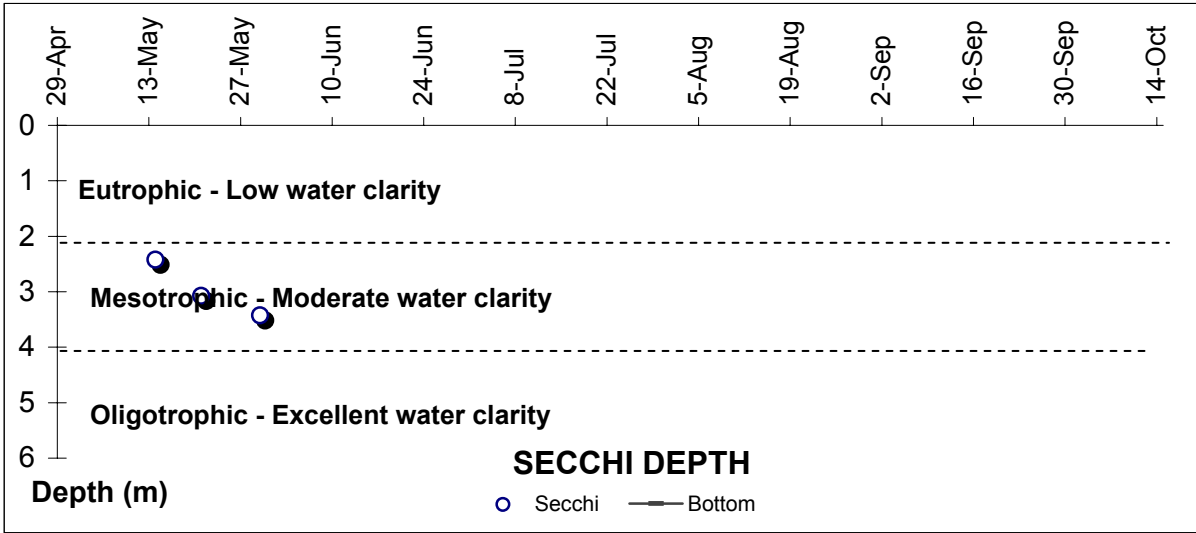 29-Apr
13-May
27-May
10-Jun
24-Jun
8-Jul
22-Jul
5-Aug
19-Aug
2-Sep
16-Sep
30-Sep
14-Oct
0
1
Eutrophic - Low water clarity
2
3
Mesotrophic - Moderate water clarity
4
5
Oligotrophic - Excellent water clarity
6
SECCHI DEPTH
Depth (m)
Secchi
Bottom